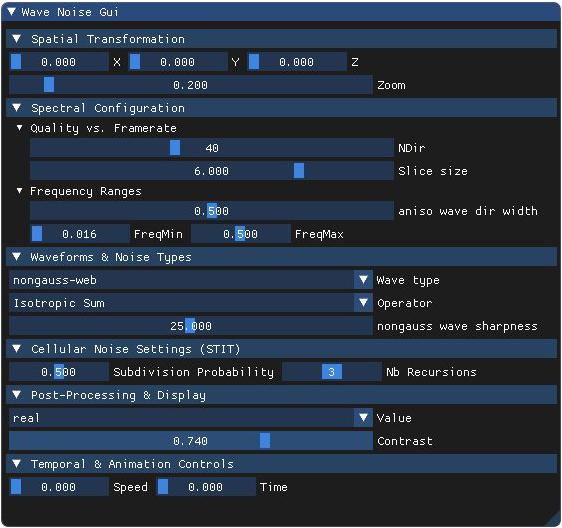 Wave Noise Gui
Spatial Transformation
0.000 X 0.000 Y 0.000 Z
0.200 Zoom
Spectral Configuration
Quality vs. Framerate
40 NDir
6.000 Slice size
Frequency Ranges
0.500 aniso wave dir width
0.016 FreqMin 0.500 FreqMax
Waveforms & Noise Types
nongauss-web Wave type
Isotropic Sum Operator
25.000 nongauss wave sharpness
Cellular Noise Settings (STIT)
0.500 Subdivision Probability 3 Nb Recursions
Post-Processing & Display
real Value
0.740 Contrast
Temporal & Animation Controls
0.000 Speed 0.000 Time